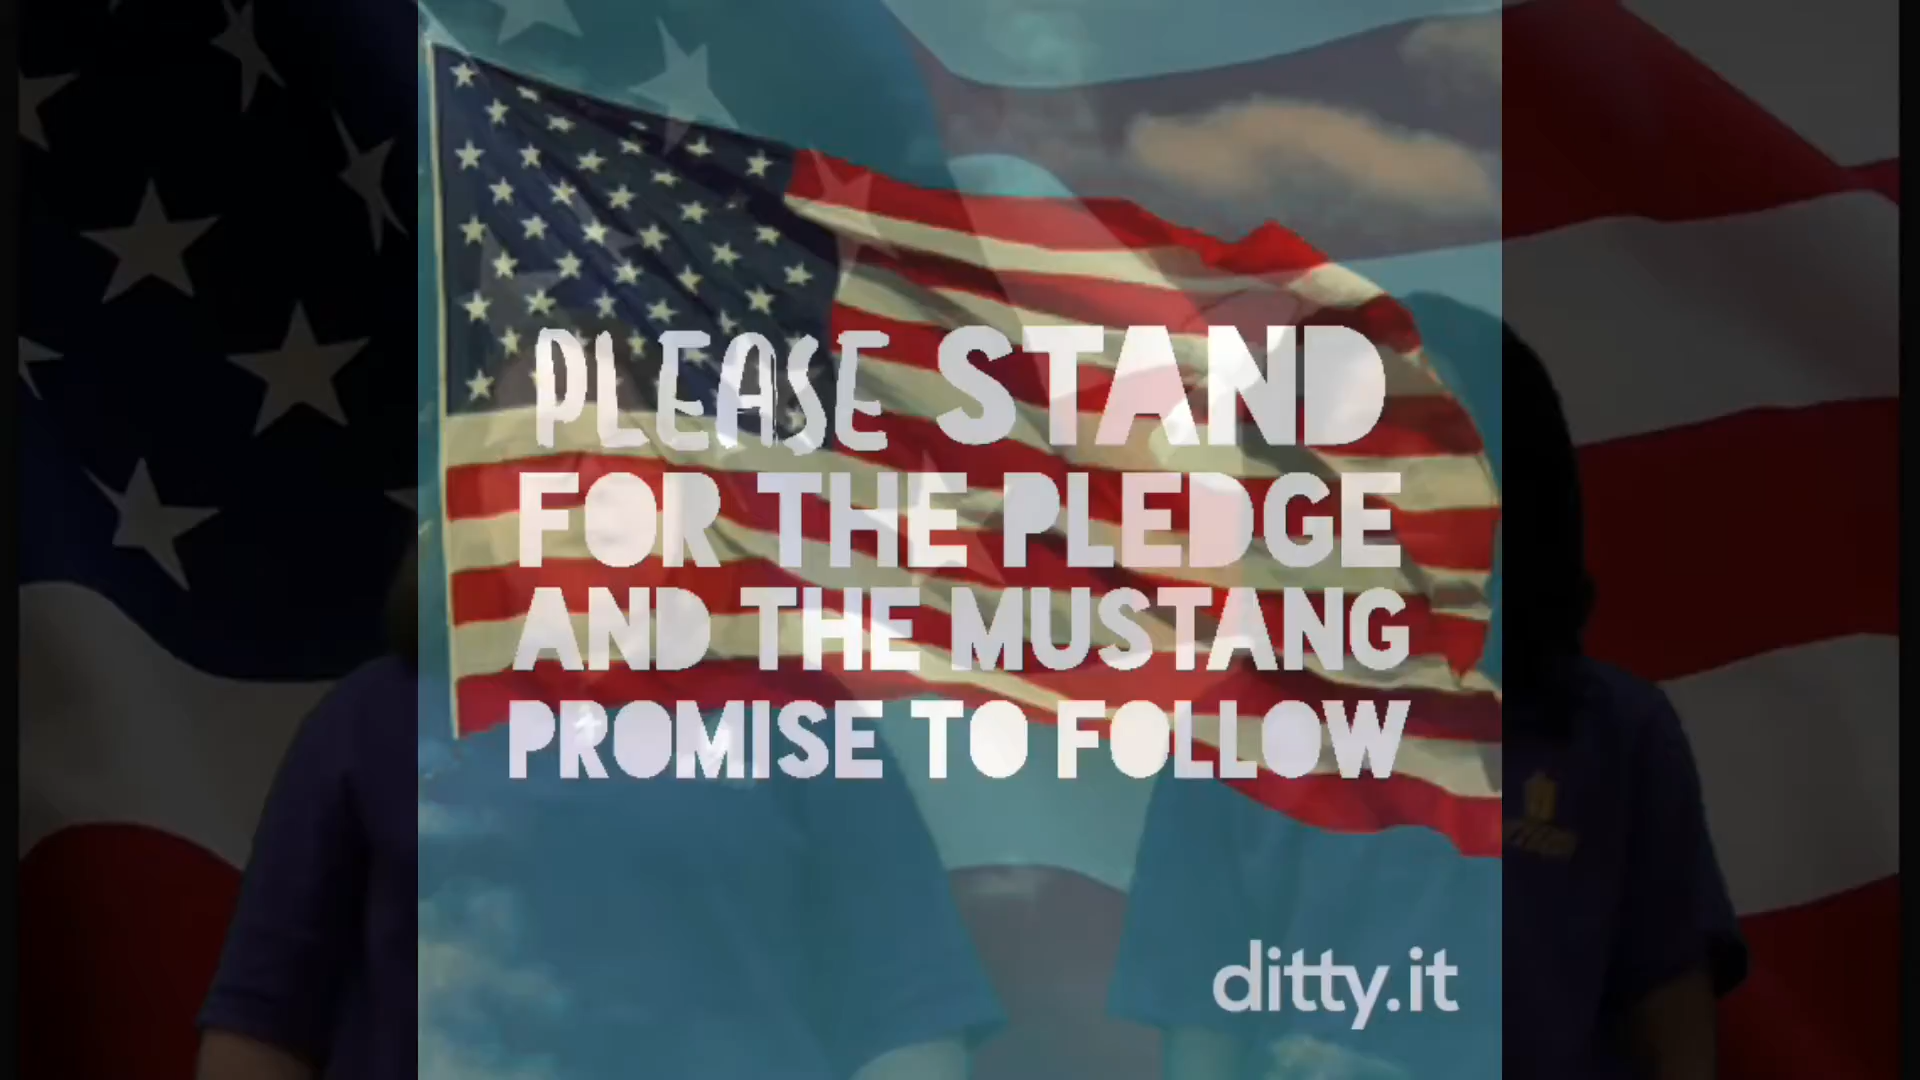 PLEASE STAND
FOR THE PLEDGE
AND THE MUSTANG
PROMISE TO FOLLOW
ditty.it